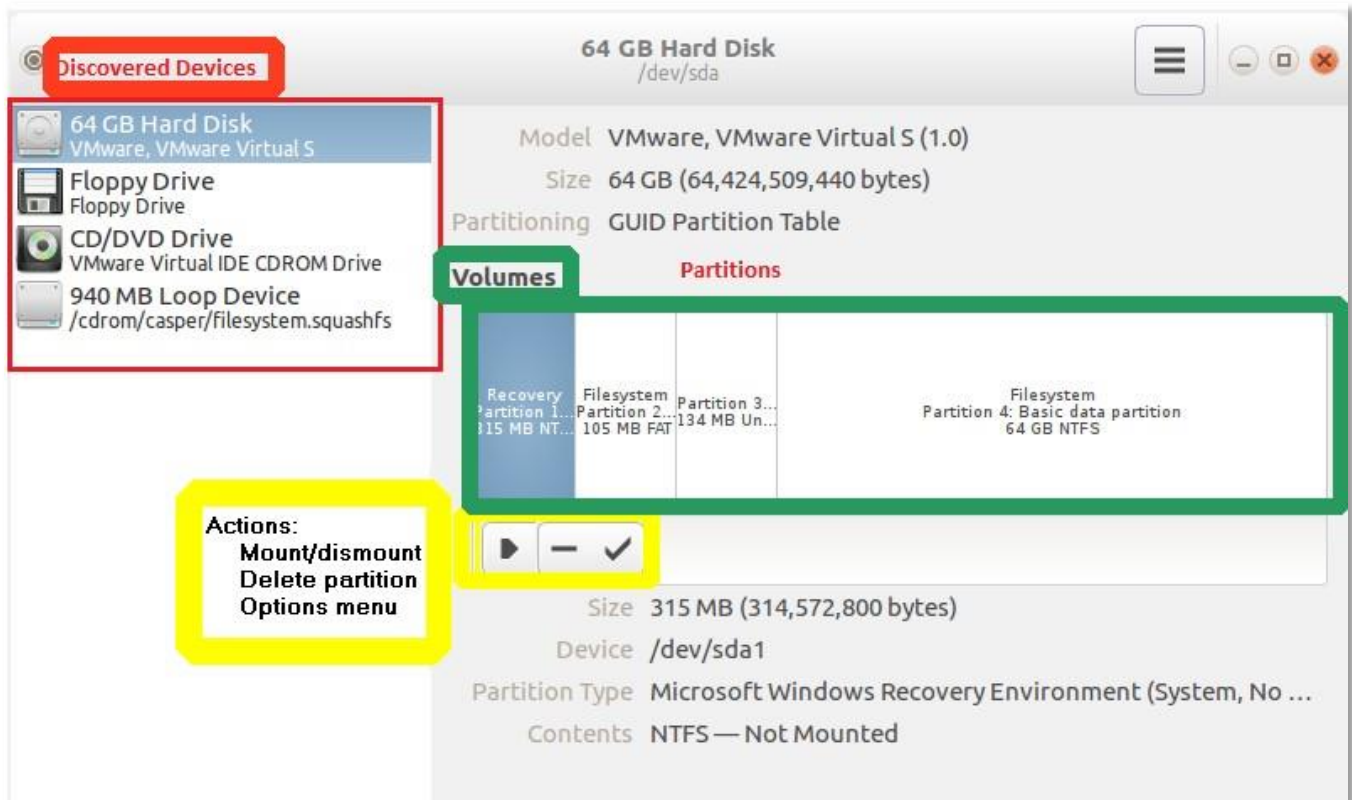 Discovered Devices
64 GB Hard Disk
/dev/sda
64 GB Hard Disk
VMware, VMware Virtual S
Floppy Drive
Floppy Drive
CD/DVD Drive
VMware Virtual IDE CDROM Drive
940 MB Loop Device
/cdrom/casper/filesystem.squashfs
Model VMware, VMware Virtual S (1.0)
Size 64 GB (64,424,509,440 bytes)
Partitioning GUID Partition Table
Volumes
Partitions
Recovery
Partition 1...
315 MB NT...
Filesystem
Partition 2...
105 MB FAT
Partition 3...
134 MB Un...
Filesystem
Partition 4: Basic data partition
64 GB NTFS
Actions:
Mount/dismount
Delete partition
Options menu
Size 315 MB (314,572,800 bytes)
Device /dev/sda1
Partition Type Microsoft Windows Recovery Environment (System, No ...
Contents NTFS — Not Mounted